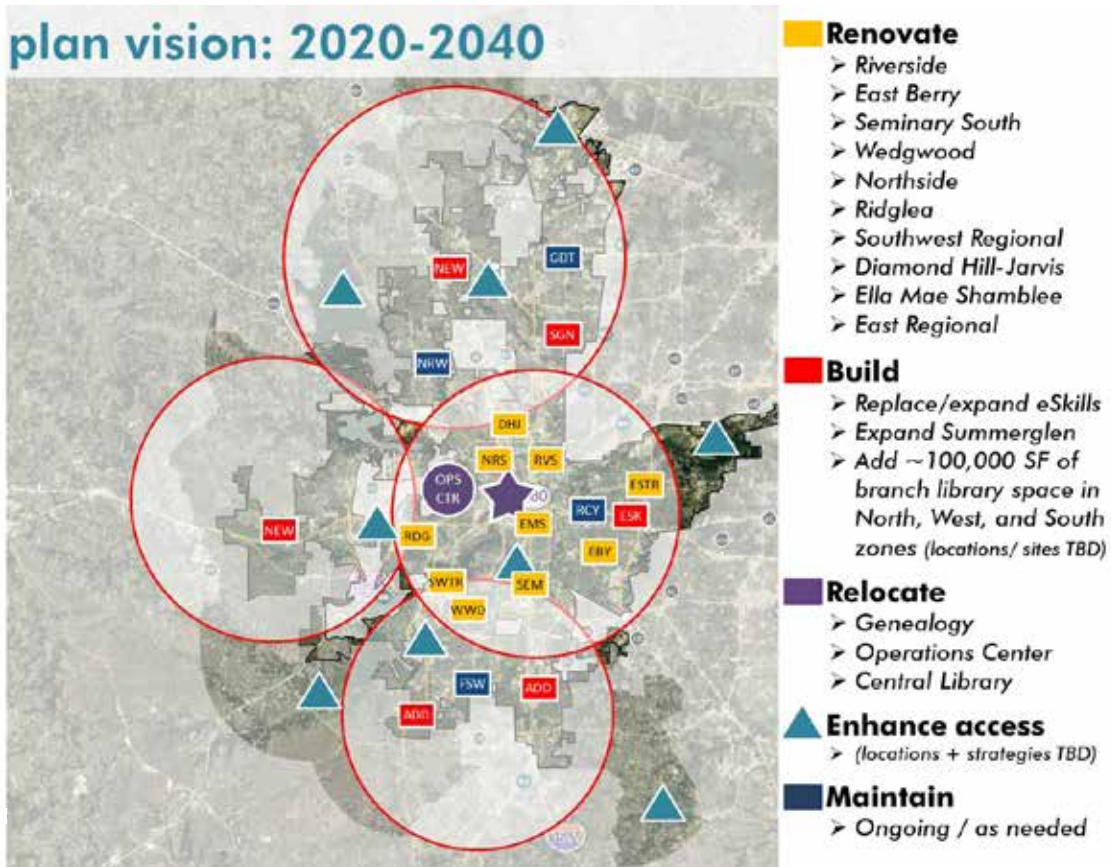 plan vision: 2020-2040
NEW
GDT
SGN
NRW
DHJ
NRS
RVS
OPS
CTR
ESTR
NEW
RCY
ESK
EMS
RDG
EBY
SWTR
SEM
WWD
FSW
ADD
ADD
Renovate
➢ Riverside
➢ East Berry
➢ Seminary South
➢ Wedgwood
➢ Northside
➢ Ridglea
➢ Southwest Regional
➢ Diamond Hill-Jarvis
➢ Ella Mae Shamblee
➢ East Regional
Build
➢ Replace/expand eSkills
➢ Expand Summerglen
➢ Add ~100,000 SF of
branch library space in
North, West, and South
zones (locations/ sites TBD)
Relocate
➢ Genealogy
➢ Operations Center
➢ Central Library
Enhance access
➢ (locations + strategies TBD)
Maintain
➢ Ongoing / as needed